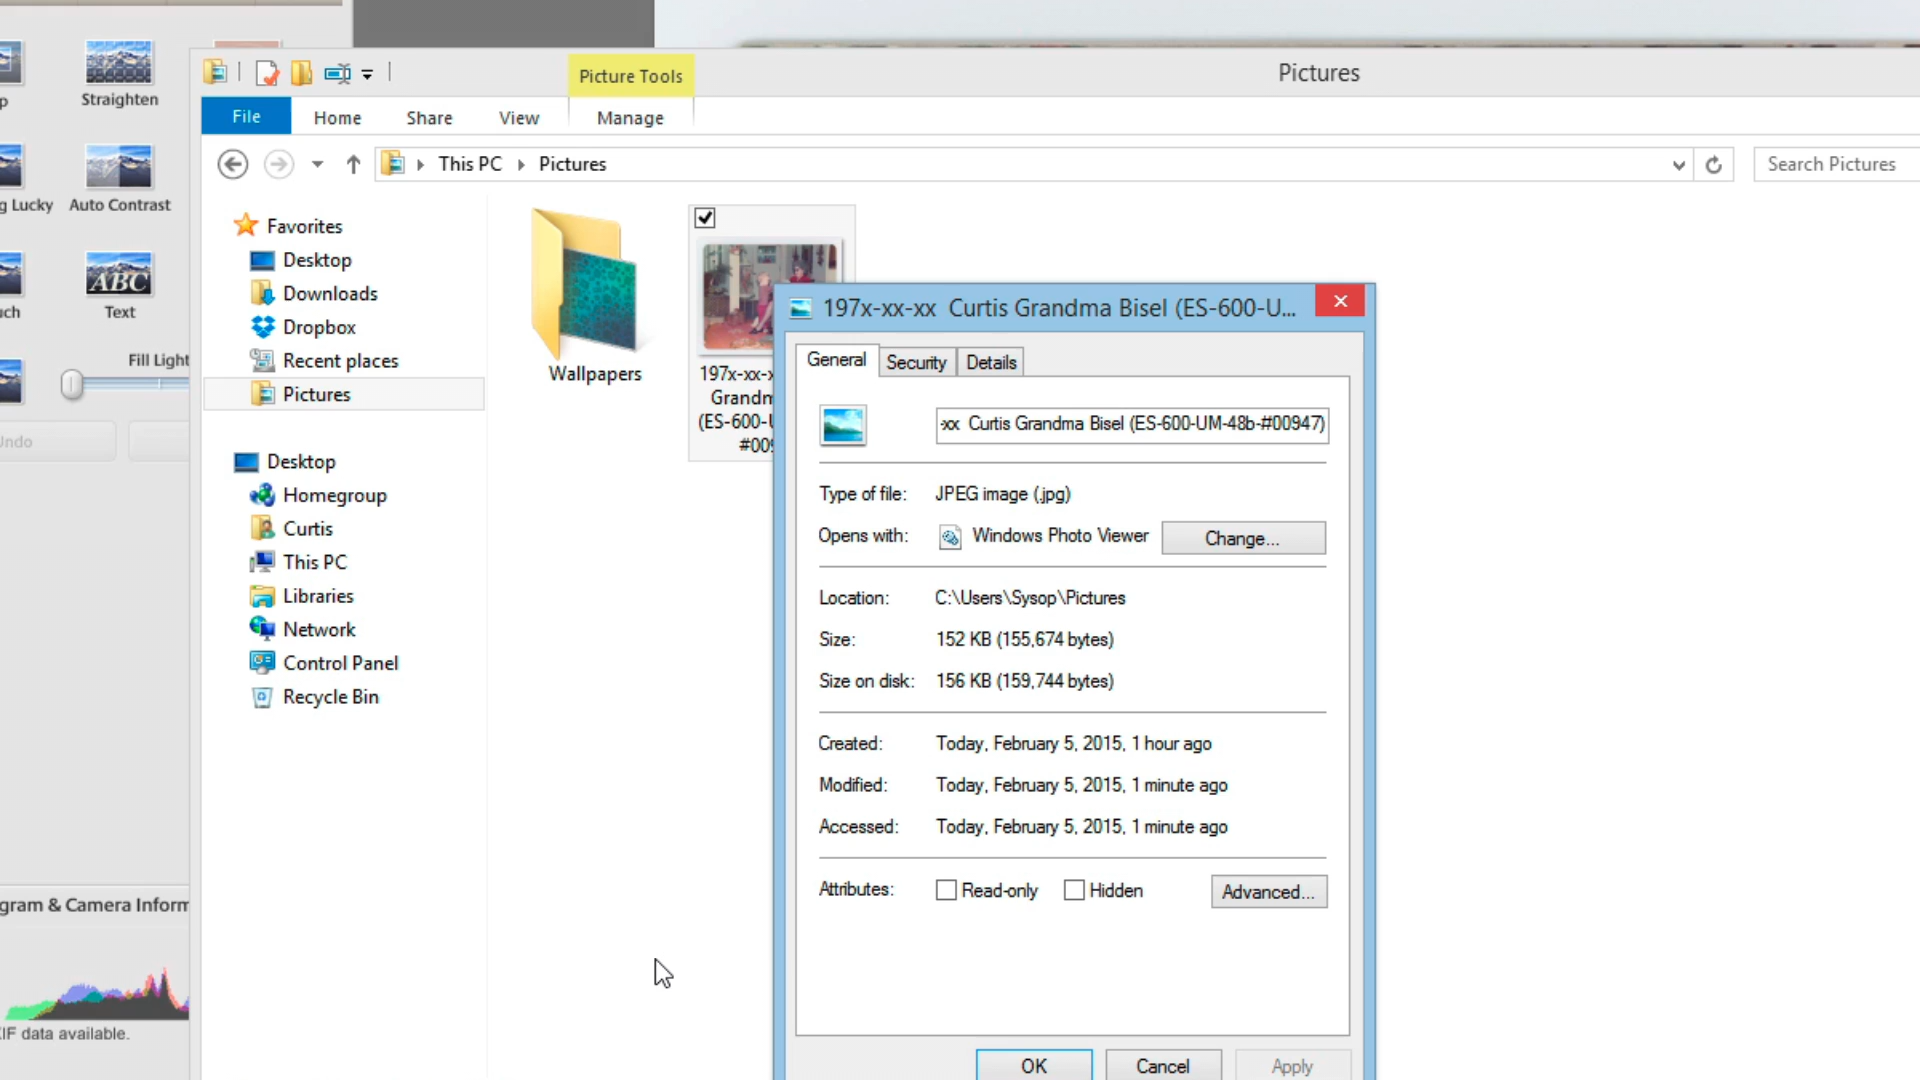 Straighten
p
g Lucky
Auto Contrast
ABC
ch
Text
Fill Light
Undo
gram & Camera Inform
IF data available.
Picture Tools
Pictures
File
Home
Share
View
Manage
This PC
Pictures
Search Pictures
Favorites
Desktop
Downloads
Dropbox
Recent places
Pictures
Desktop
Homegroup
Curtis
This PC
Libraries
Network
Control Panel
Recycle Bin
Wallpapers
197x-xx-x
Grandm
(ES-600-U
#009
197x-xx-xx Curtis Grandma Bisel (ES-600-U...
General
Security
Details
-xx Curtis Grandma Bisel (ES-600-UM-48b-#00947)
Type of file: JPEG image (.jpg)
Opens with: Windows Photo Viewer
Change...
Location: C:\Users\Sysop\Pictures
Size: 152 KB (155,674 bytes)
Size on disk: 156 KB (159,744 bytes)
Created: Today, February 5, 2015, 1 hour ago
Modified: Today, February 5, 2015, 1 minute ago
Accessed: Today, February 5, 2015, 1 minute ago
Attributes: Read-only Hidden
Advanced...
OK
Cancel
Apply